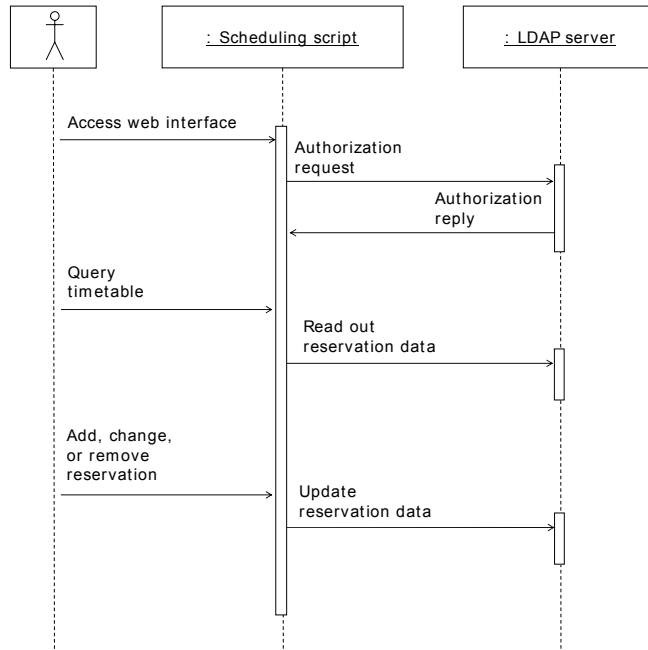 : Scheduling script
: LDAP server
Access web interface
Authorization
request
Authorization
reply
Query
timetable
Read out
reservation data
Add, change,
or remove
reservation
Update
reservation data